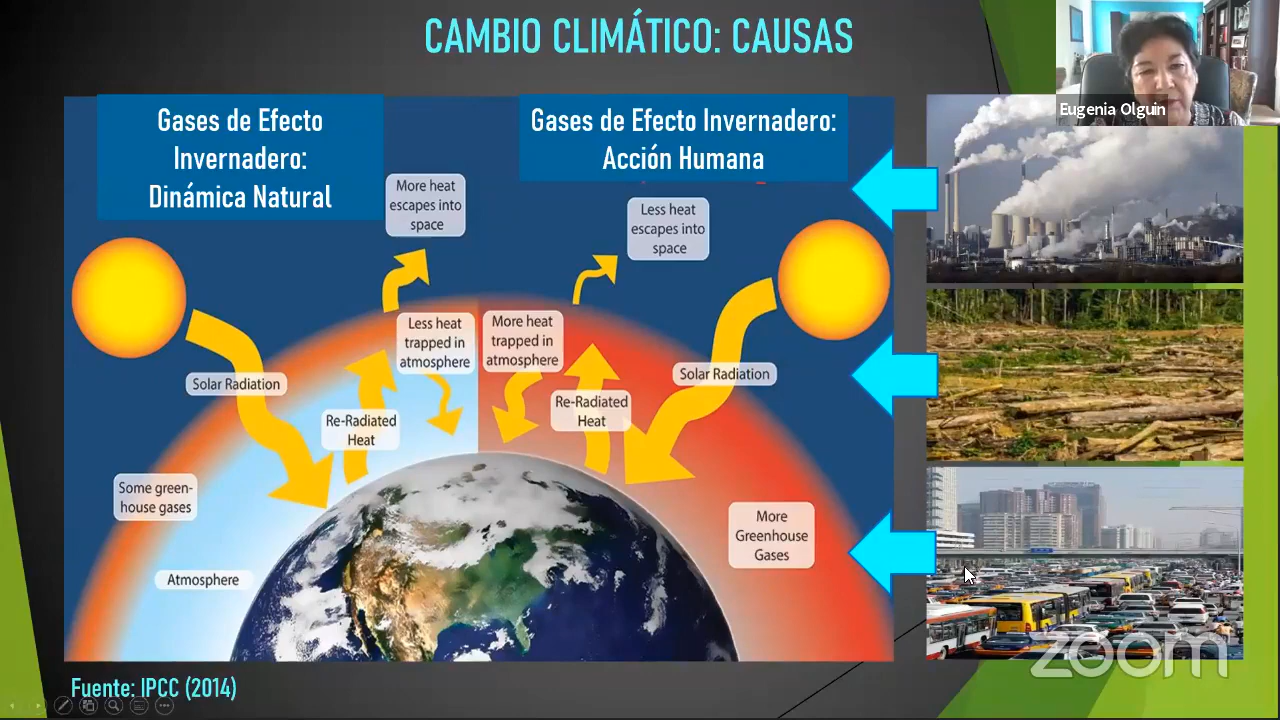 CAMBIO CLIMÁTICO: CAUSAS
Eugenia Olguin
Gases de Efecto
Invernadero:
Dinámica Natural
Gases de Efecto Invernadero:
Acción Humana
More heat
escapes into
space
Less heat
escapes into
space
Less heat
trapped in
atmosphere
More heat
trapped in
atmosphere
Solar Radiation
Solar Radiation
Re-Radiated
Heat
Re-Radiated
Heat
Some green-
house gases
More
Greenhouse
Gases
Atmosphere
zoom
Fuente: IPCC (2014)